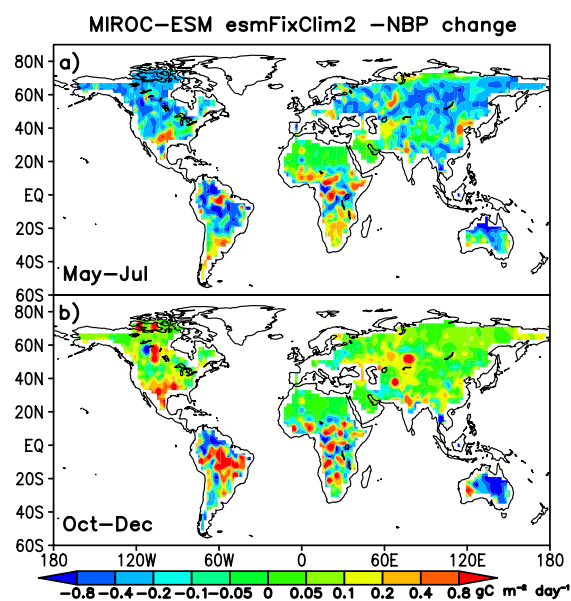 MIROC−ESM esmFixClim2 −NBP change
a)
80N
60N
40N
20N
EQ
20S
40S
60S
May−Jul
b)
80N
60N
40N
20N
EQ
20S
40S
60S
Oct−Dec
180 120W 60W 0 60E 120E 180
−0.8 −0.4 −0.2 −0.1 −0.05 0 0.05 0.1 0.2 0.4 0.8 gC m⁻² day⁻¹